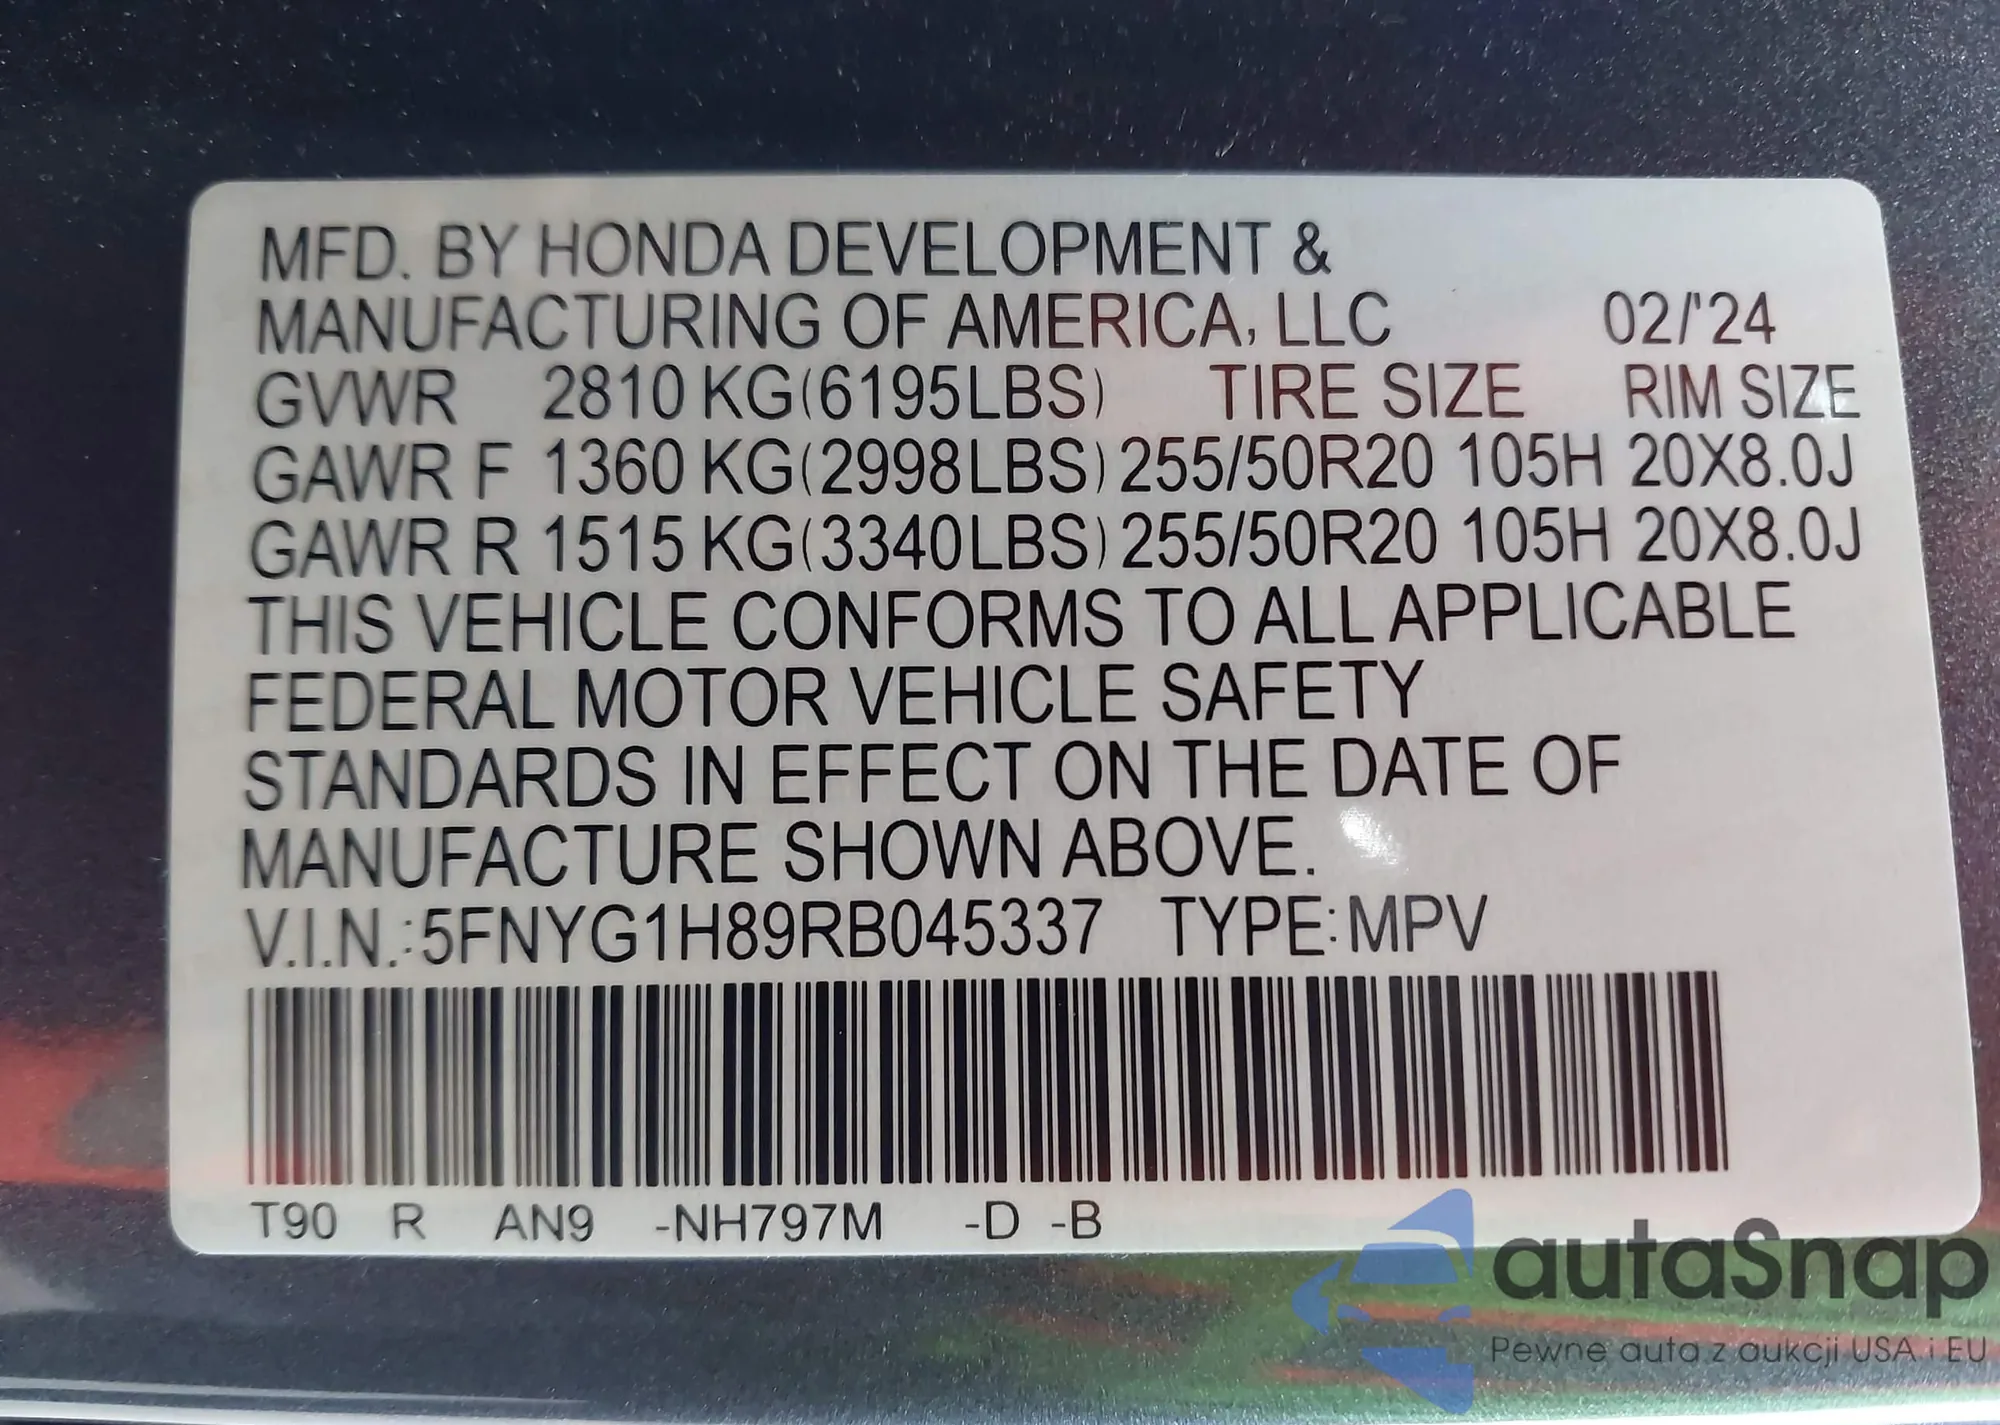 MFD. BY HONDA DEVELOPMENT &
MANUFACTURING OF AMERICA, LLC 02/'24
GVWR 2810 KG(6195LBS) TIRE SIZE RIM SIZE
GAWR F 1360 KG(2998LBS) 255/50R20 105H 20X8.0J
GAWR R 1515 KG(3340LBS) 255/50R20 105H 20X8.0J
THIS VEHICLE CONFORMS TO ALL APPLICABLE
FEDERAL MOTOR VEHICLE SAFETY
STANDARDS IN EFFECT ON THE DATE OF
MANUFACTURE SHOWN ABOVE.
V.I.N.:5FNYG1H89RB045337 TYPE:MPV
T90 R AN9 -NH797M -D -B
autaSnap
Pewne auta z aukcji USA i EU